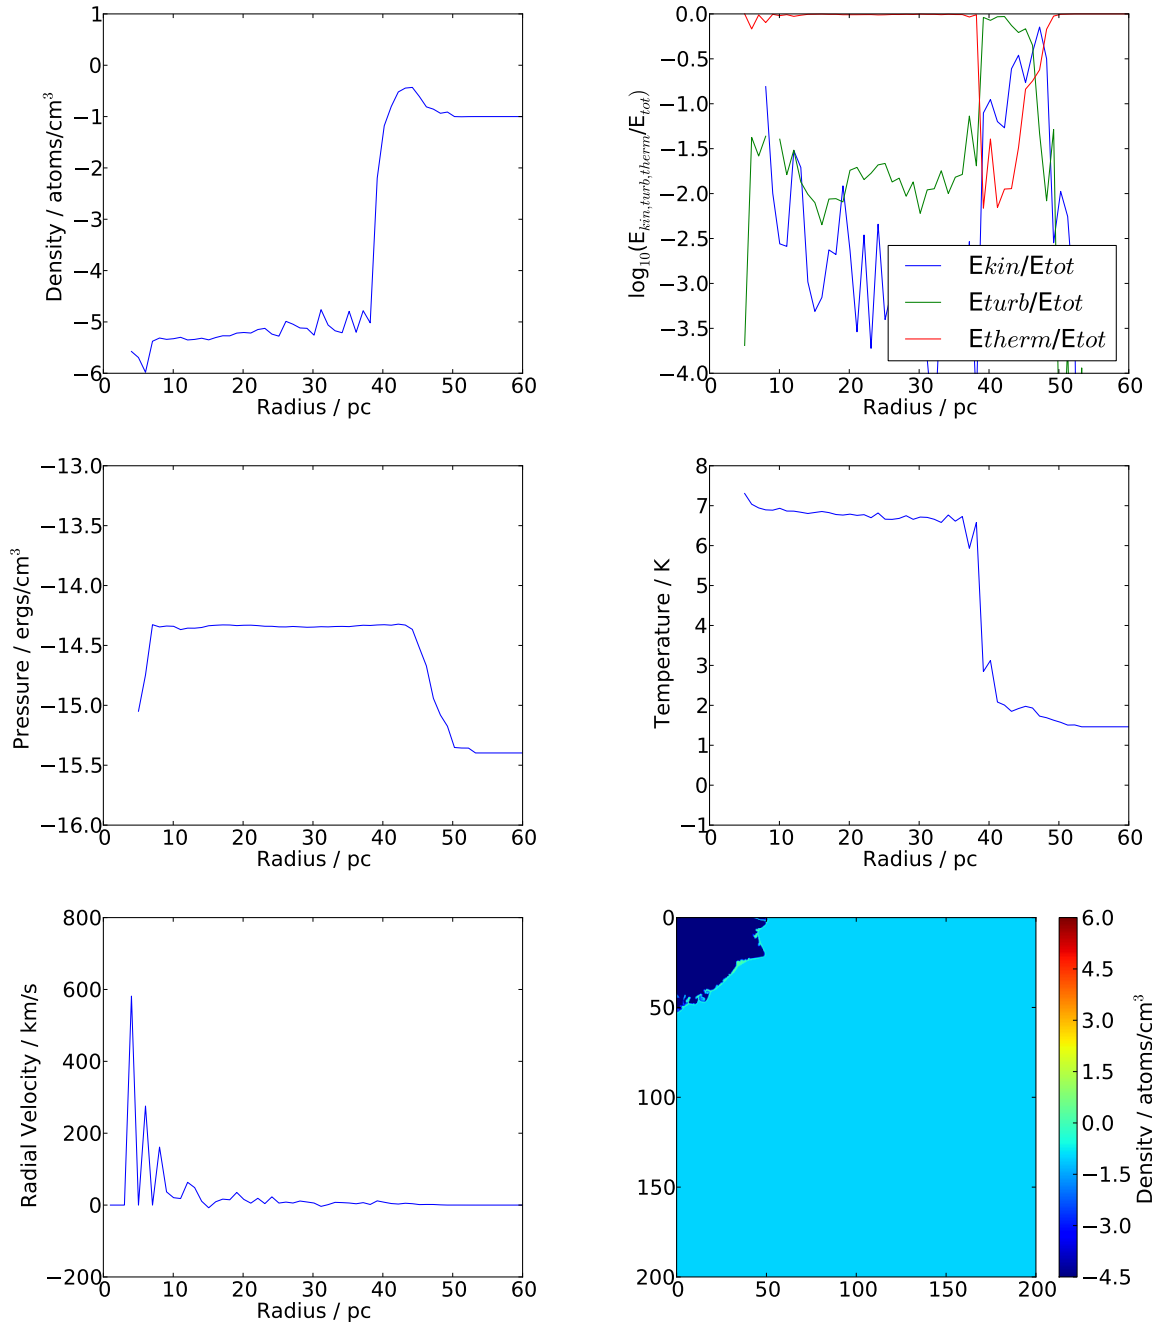 1
0
−1
−2
−3
−4
−5
−6
0 10 20 30 40 50 60
Radius / pc
Density / atoms/cm³
0.0
−0.5
−1.0
−1.5
−2.0
−2.5
−3.0
−3.5
−4.0
0 10 20 30 40 50 60
Radius / pc
log₁₀(E_{kin,turb,therm}/E_{tot})
Ekin/Etot
Eturb/Etot
Etherm/Etot
−13.0
−13.5
−14.0
−14.5
−15.0
−15.5
−16.0
0 10 20 30 40 50 60
Radius / pc
Pressure / ergs/cm³
8
7
6
5
4
3
2
1
0
−1
0 10 20 30 40 50 60
Radius / pc
Temperature / K
800
600
400
200
0
−200
0 10 20 30 40 50 60
Radius / pc
Radial Velocity / km/s
0
50
100
150
200
0 50 100 150 200
6.0
4.5
3.0
1.5
0.0
−1.5
−3.0
−4.5
Density / atoms/cm³